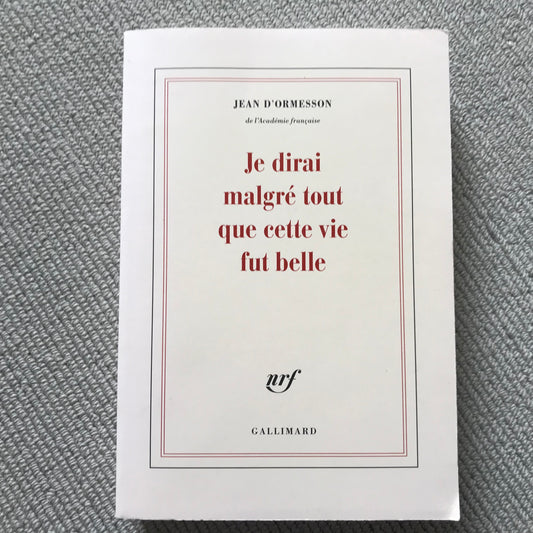 JEAN D'ORMESSON
de l'Académie française
Je dirai
malgré tout
que cette vie
fut belle
nrf
GALLIMARD